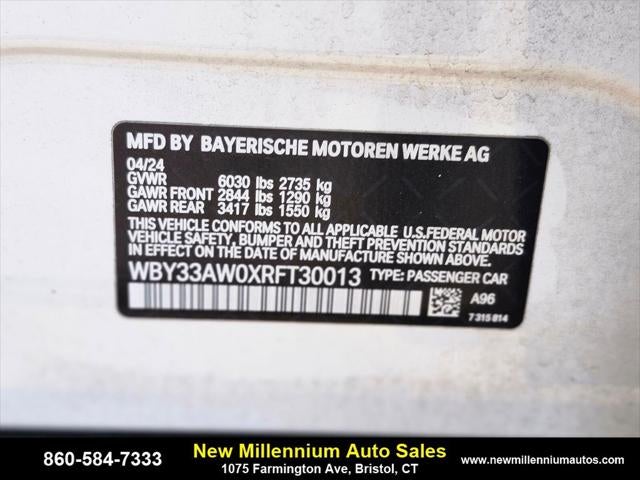 MFD BY BAYERISCHE MOTOREN WERKE AG
04/24
GVWR 6030 lbs 2735 kg
GAWR FRONT 2844 lbs 1290 kg
GAWR REAR 3417 lbs 1550 kg
THIS VEHICLE CONFORMS TO ALL APPLICABLE U.S.FEDERAL MOTOR
VEHICLE SAFETY, BUMPER AND THEFT PREVENTION STANDARDS
IN EFFECT ON THE DATE OF MANUFACTURE SHOWN ABOVE.
WBY33AW0XRFT30013 TYPE: PASSENGER CAR
A96
7315814
860-584-7333
New Millennium Auto Sales
1075 Farmington Ave, Bristol, CT
www.newmillenniumautos.com